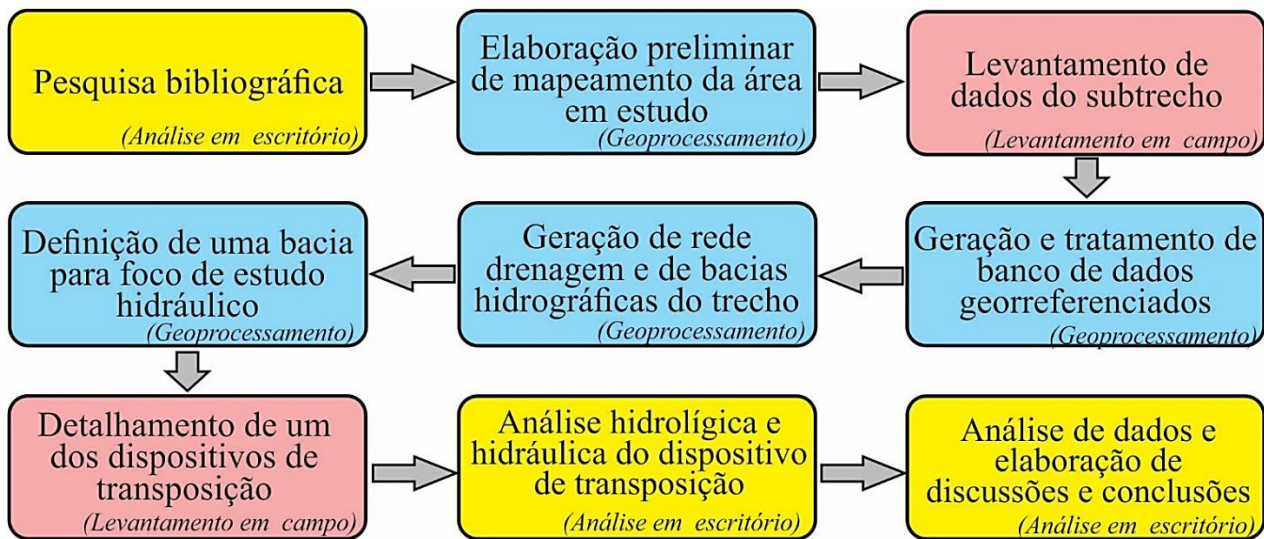 Pesquisa bibliográfica
(Análise em escritório)
Elaboração preliminar
de mapeamento da área
em estudo
(Geoprocessamento)
Levantamento de
dados do subtrecho
(Levantamento em campo)
Geração e tratamento de
banco de dados
georreferenciados
(Geoprocessamento)
Geração de rede
drenagem e de bacias
hidrográficas do trecho
(Geoprocessamento)
Definição de uma bacia
para foco de estudo
hidráulico
(Geoprocessamento)
Detalhamento de um
dos dispositivos de
transposição
(Levantamento em campo)
Análise hidrolígica e
hidráulica do dispositivo
de transposição
(Análise em escritório)
Análise de dados e
elaboração de
discussões e conclusões
(Análise em escritório)